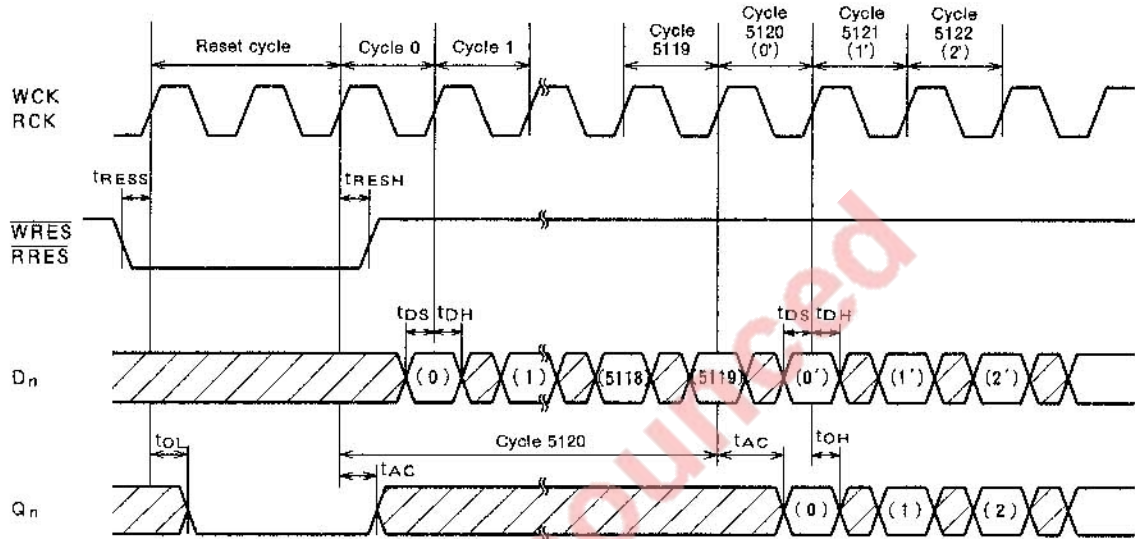 Reset cycle
Cycle 0
Cycle 1
Cycle
5119
Cycle
5120
(0')
Cycle
5121
(1')
Cycle
5122
(2')
WCK
RCK
tRESS
tRESH
WRES
RRES
tDS
tDH
tDS
tDH
Dn
(0)
(1)
(5118)
(5119)
(0')
(1')
(2')
tOL
Cycle 5120
tAC
tOH
tAC
Qn
(0)
(1)
(2)
ounced